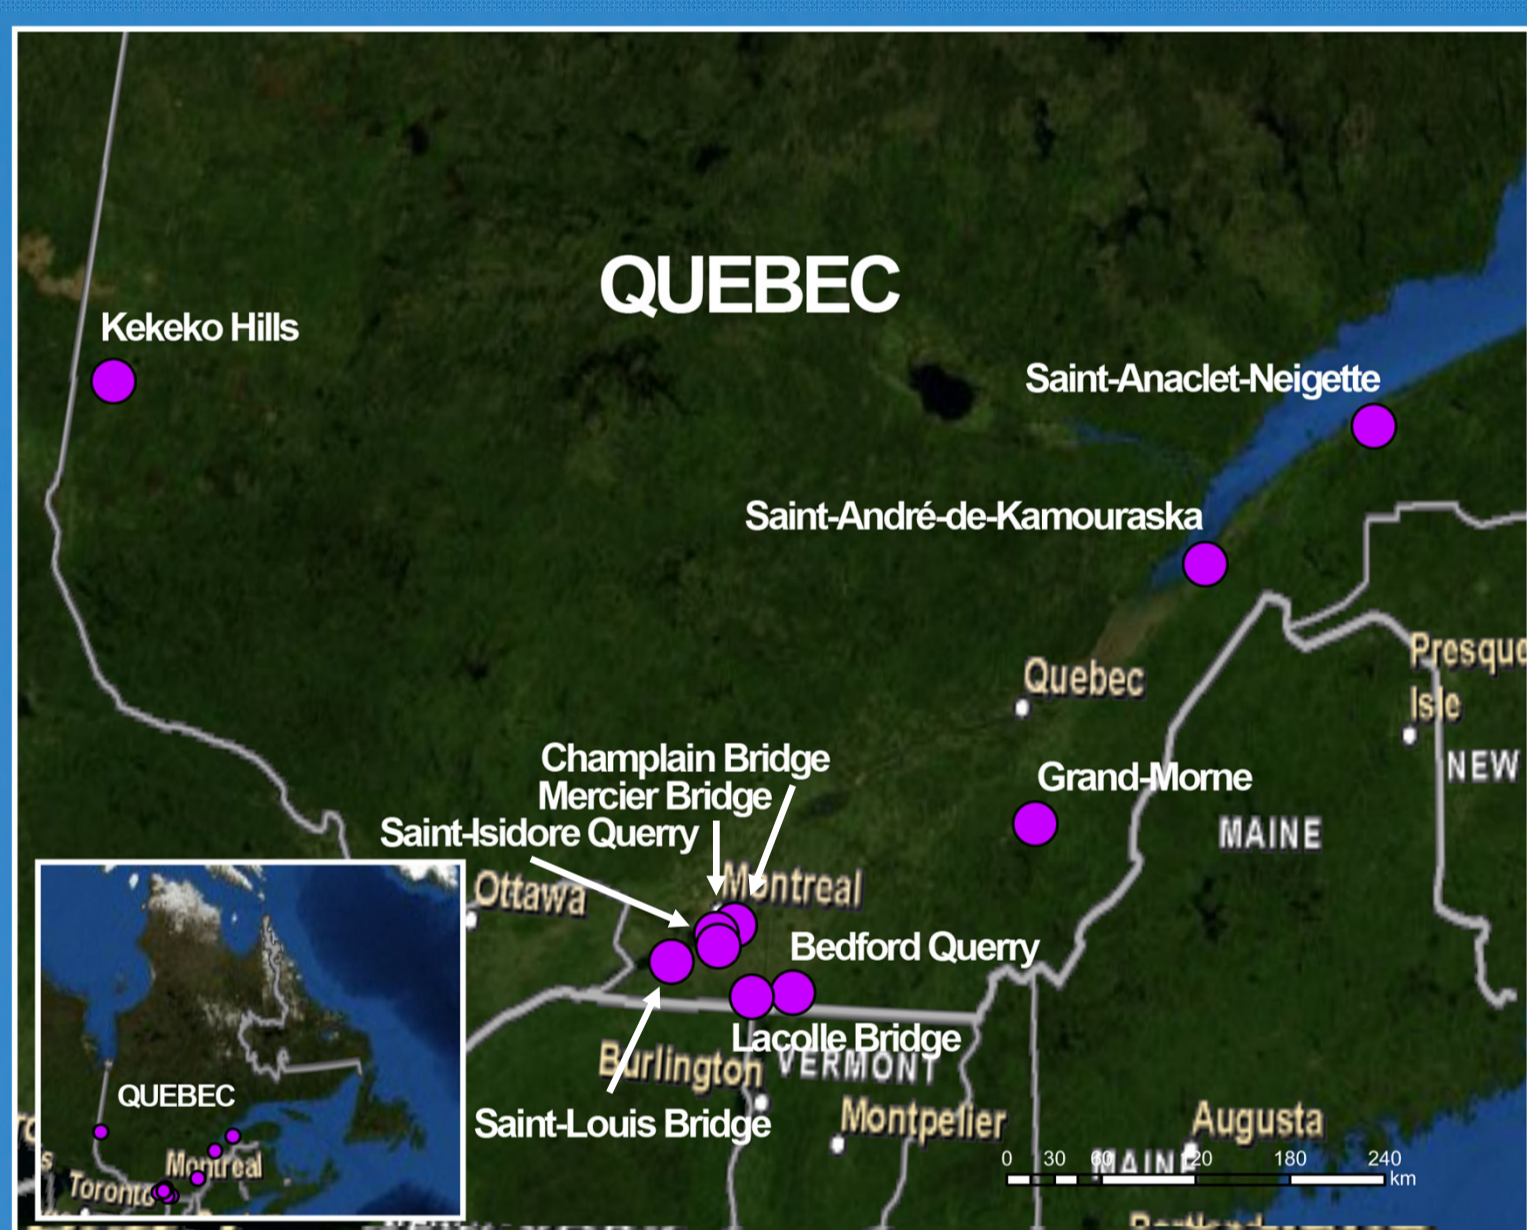 QUEBEC
Kekeko Hills
Saint-Anaclet-Neigette
Saint-André-de-Kamouraska
Quebec
Presque
Isle
NEW
Grand-Morne
MAINE
Champlain Bridge
Mercier Bridge
Saint-Isidore Querry
Montreal
Ottawa
Bedford Querry
Lacolle Bridge
Burlington
VERMONT
Saint-Louis Bridge
Montpelier
Augusta
MAINE
0 30 60 120 180 240
km
QUEBEC
Montreal
Toronto